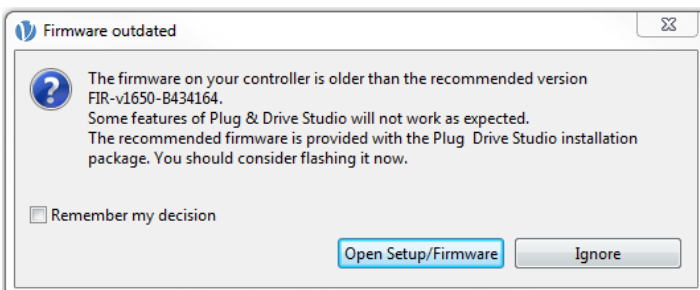 Firmware outdated
The firmware on your controller is older than the recommended version
FIR-v1650-B434164.
Some features of Plug & Drive Studio will not work as expected.
The recommended firmware is provided with the Plug Drive Studio installation
package. You should consider flashing it now.
Remember my decision
Open Setup/Firmware Ignore